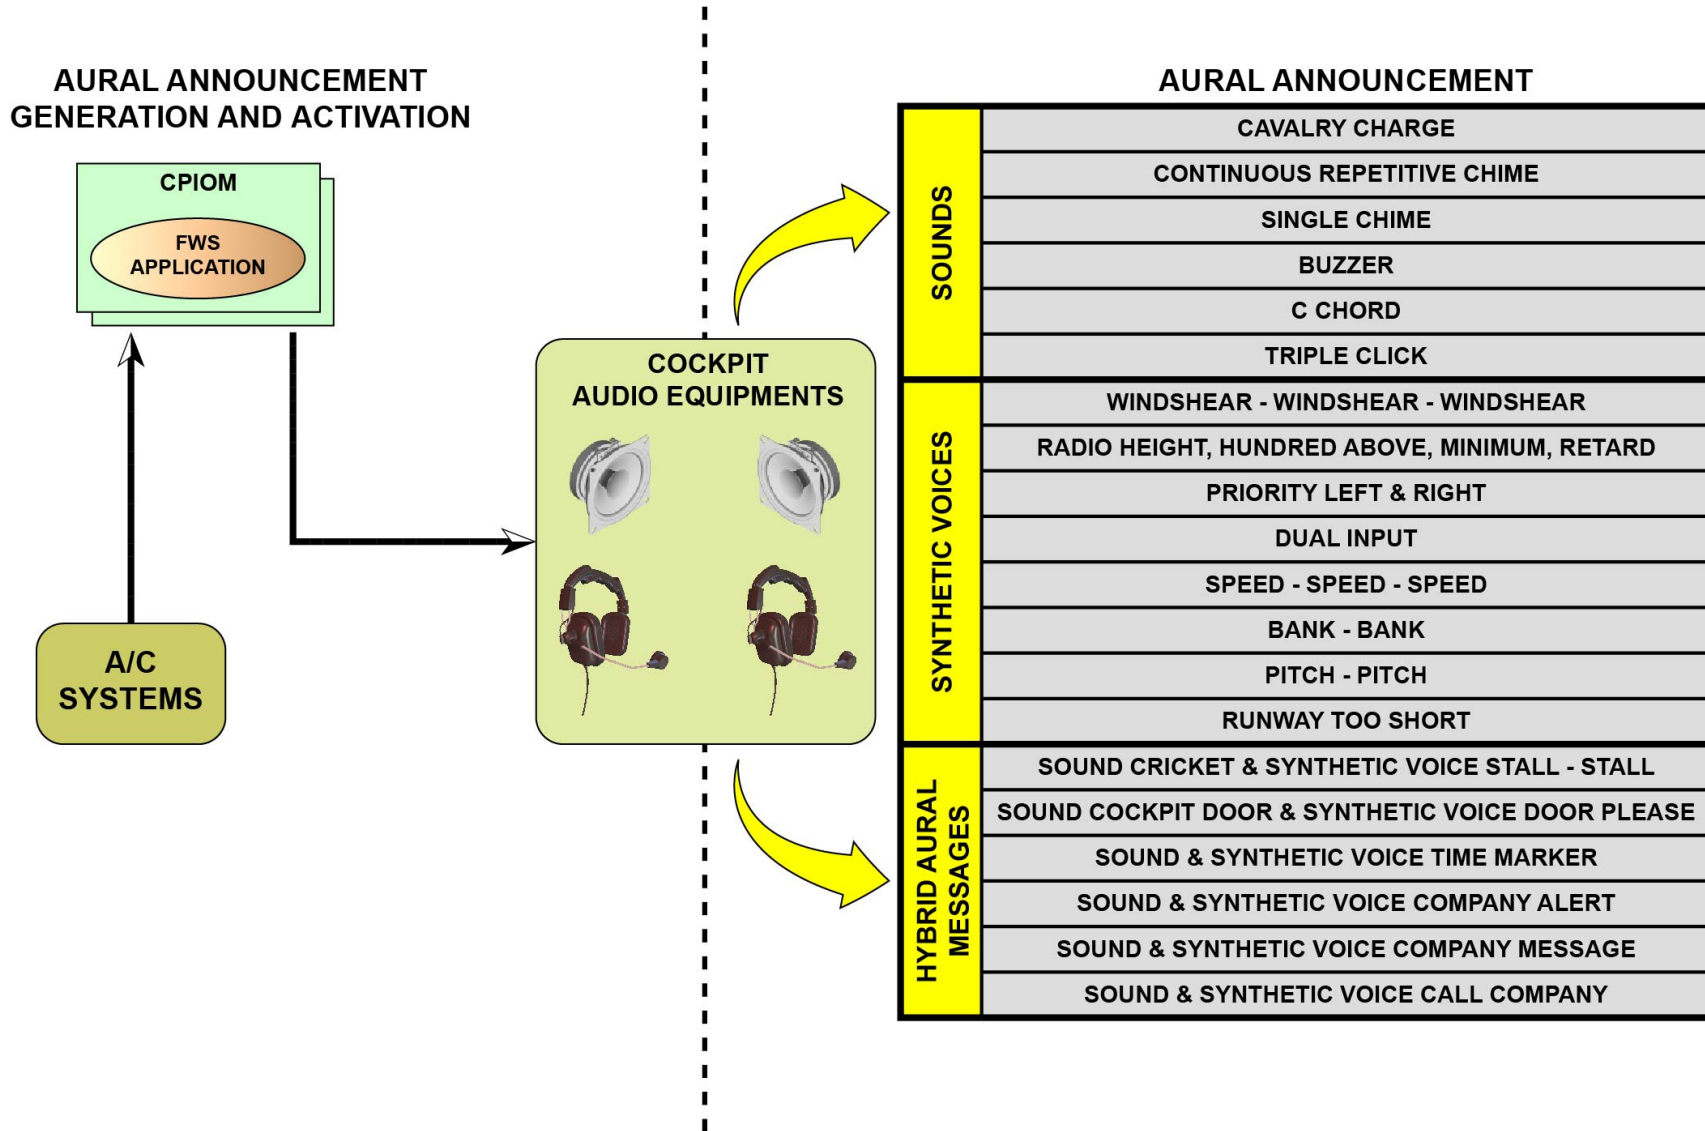 AURAL ANNOUNCEMENT
GENERATION AND ACTIVATION
CPIOM
FWS
APPLICATION
A/C
SYSTEMS
COCKPIT
AUDIO EQUIPMENTS
AURAL ANNOUNCEMENT
SOUNDS
CAVALRY CHARGE
CONTINUOUS REPETITIVE CHIME
SINGLE CHIME
BUZZER
C CHORD
TRIPLE CLICK
SYNTHETIC VOICES
WINDSHEAR - WINDSHEAR - WINDSHEAR
RADIO HEIGHT, HUNDRED ABOVE, MINIMUM, RETARD
PRIORITY LEFT & RIGHT
DUAL INPUT
SPEED - SPEED - SPEED
BANK - BANK
PITCH - PITCH
RUNWAY TOO SHORT
HYBRID AURAL
MESSAGES
SOUND CRICKET & SYNTHETIC VOICE STALL - STALL
SOUND COCKPIT DOOR & SYNTHETIC VOICE DOOR PLEASE
SOUND & SYNTHETIC VOICE TIME MARKER
SOUND & SYNTHETIC VOICE COMPANY ALERT
SOUND & SYNTHETIC VOICE COMPANY MESSAGE
SOUND & SYNTHETIC VOICE CALL COMPANY